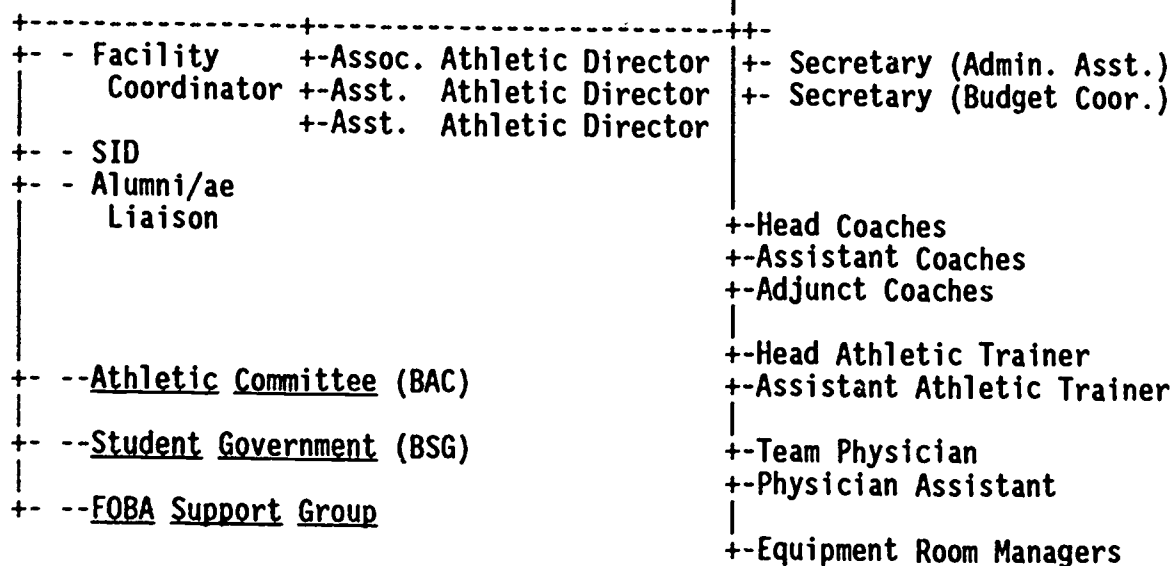 Facility
Coordinator
SID
Alumni/ae
Liaison
Athletic Committee (BAC)
Student Government (BSG)
FOBA Support Group
Assoc. Athletic Director
Asst. Athletic Director
Asst. Athletic Director
Secretary (Admin. Asst.)
Secretary (Budget Coor.)
Head Coaches
Assistant Coaches
Adjunct Coaches
Head Athletic Trainer
Assistant Athletic Trainer
Team Physician
Physician Assistant
Equipment Room Managers